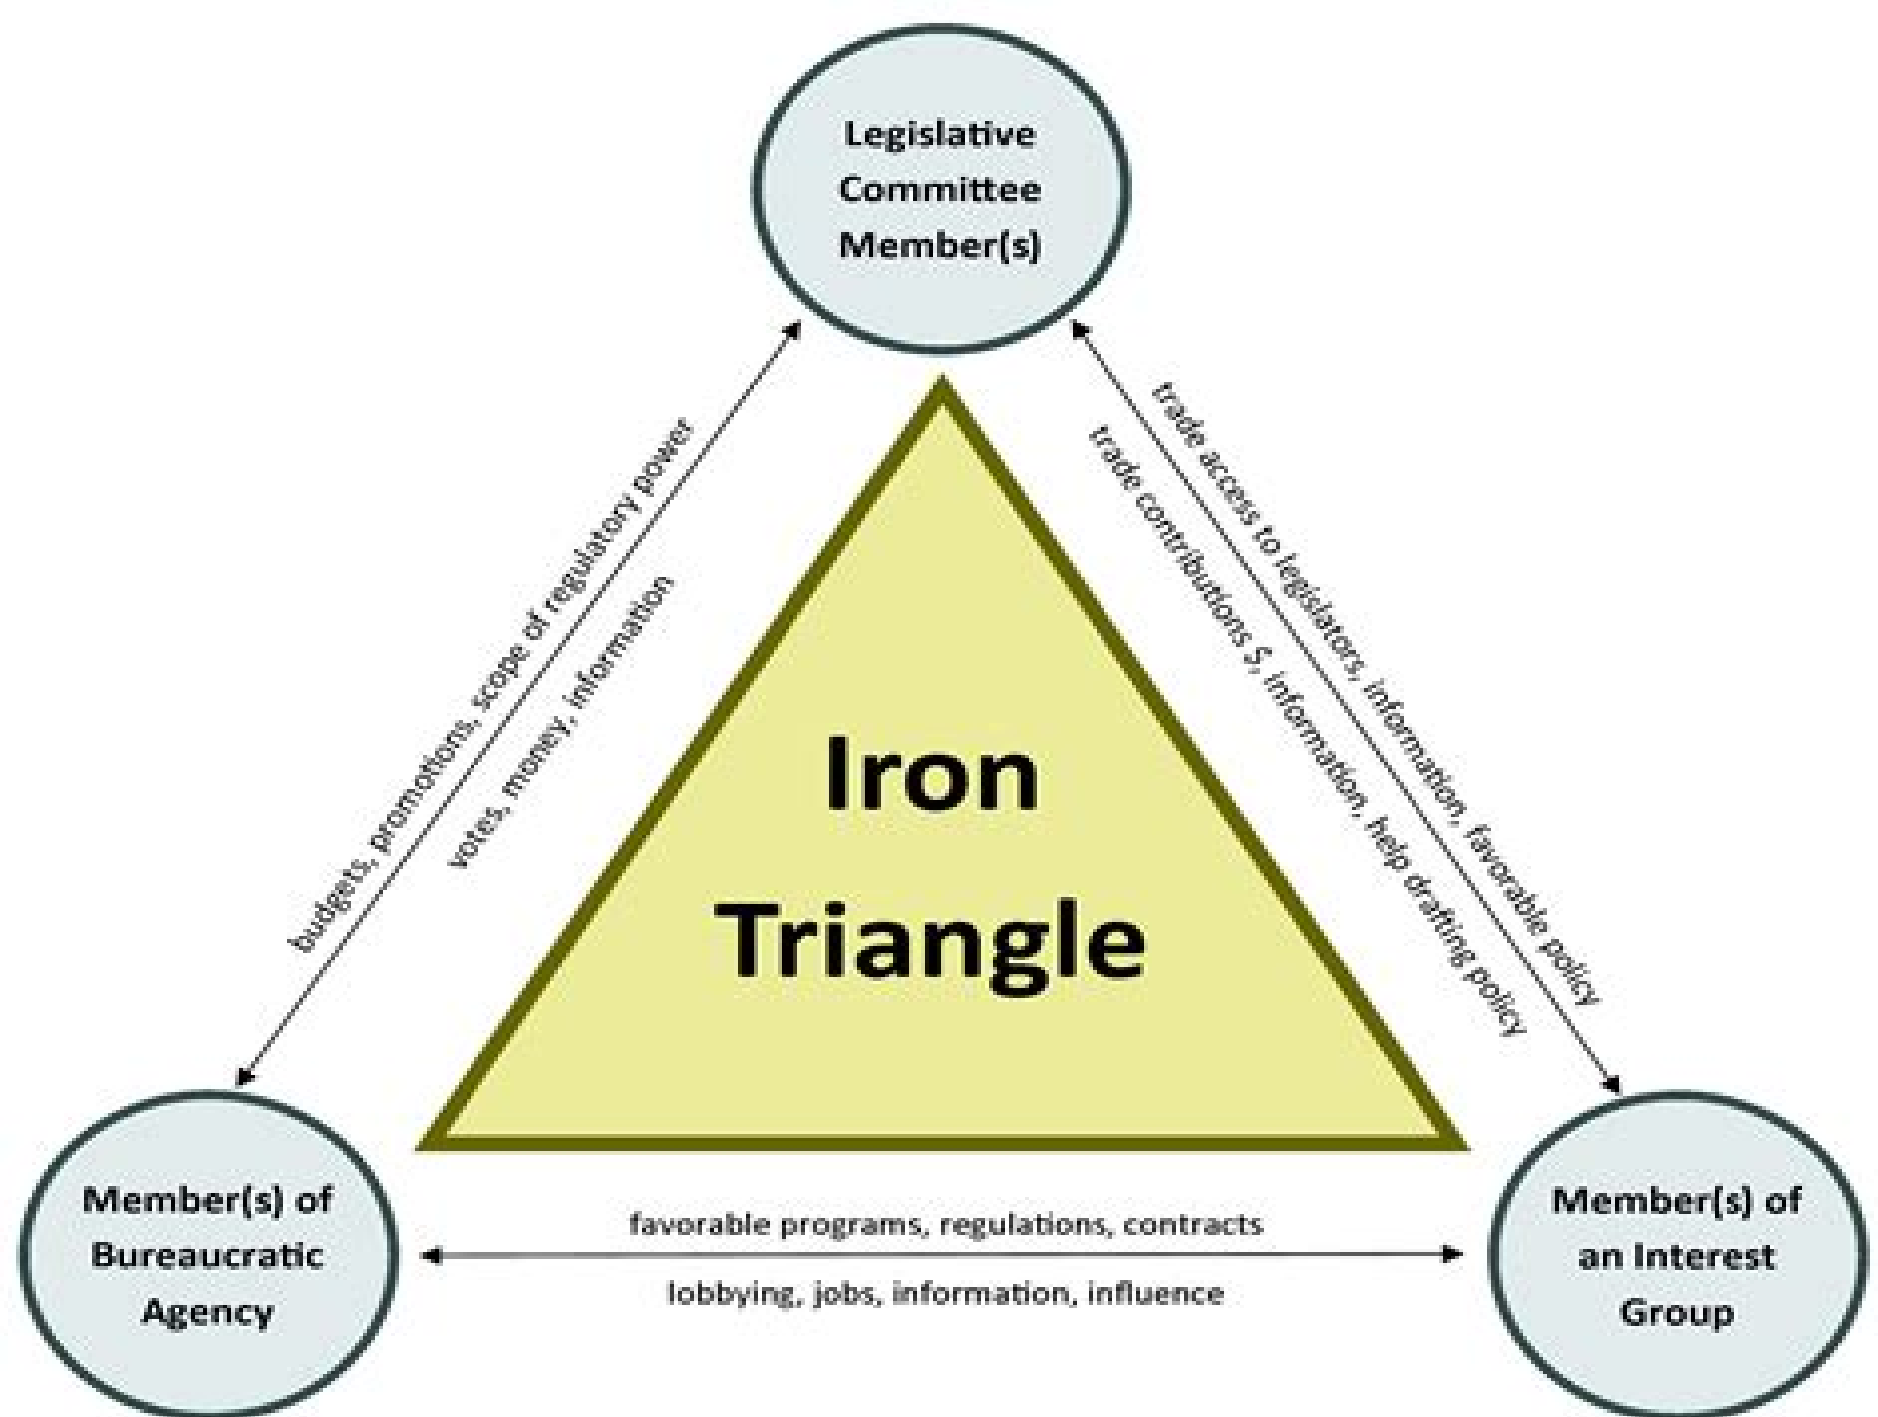 Legislative
Committee
Member(s)
budgets, promotions, scope of regulatory power
votes, money, information
trade access to legislators, information, favorable policy
trade contributions $, information, help drafting policy
Iron
Triangle
Member(s) of
Bureaucratic
Agency
favorable programs, regulations, contracts
lobbying, jobs, information, influence
Member(s) of
an Interest
Group